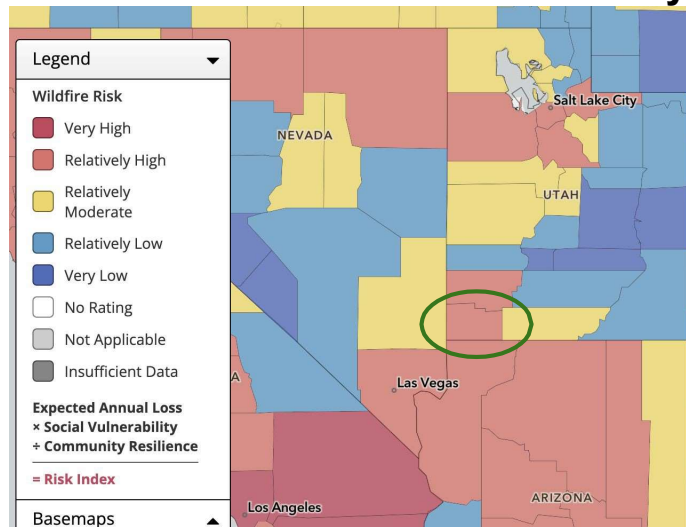 Legend
Wildfire Risk
Very High
Relatively High
Relatively
Moderate
Relatively Low
Very Low
No Rating
Not Applicable
Insufficient Data
Expected Annual Loss
× Social Vulnerability
÷ Community Resilience
= Risk Index
Basemaps
NEVADA
Salt Lake City
UTAH
Las Vegas
A
ARIZONA
Los Angeles